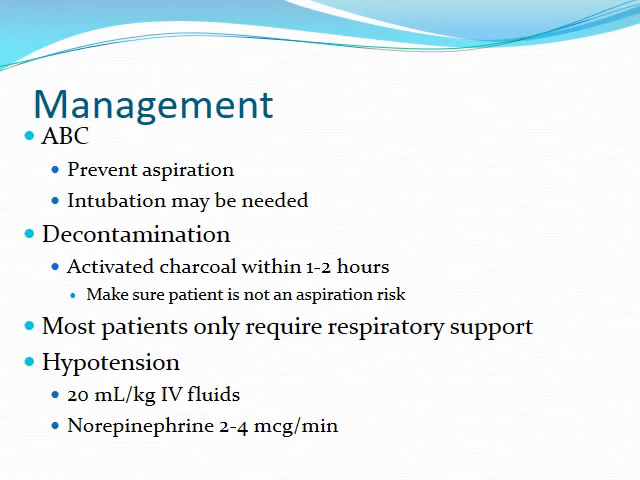 Management
ABC
Prevent aspiration
Intubation may be needed
Decontamination
Activated charcoal within 1-2 hours
Make sure patient is not an aspiration risk
Most patients only require respiratory support
Hypotension
20 mL/kg IV fluids
Norepinephrine 2-4 mcg/min